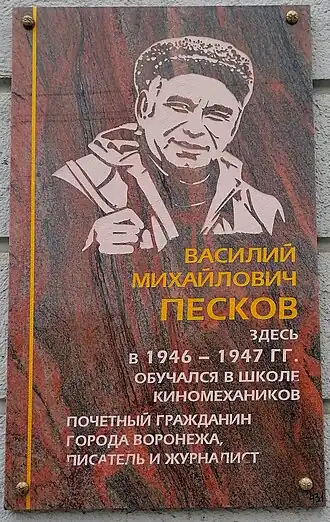 ВАСИЛИЙ
МИХАЙЛОВИЧ
ПЕСКОВ
ЗДЕСЬ
В 1946 – 1947 ГГ.
ОБУЧАЛСЯ В ШКОЛЕ
КИНОМЕХАНИКОВ
ПОЧЕТНЫЙ ГРАЖДАНИН
ГОРОДА ВОРОНЕЖА,
ПИСАТЕЛЬ И ЖУРНАЛИСТ